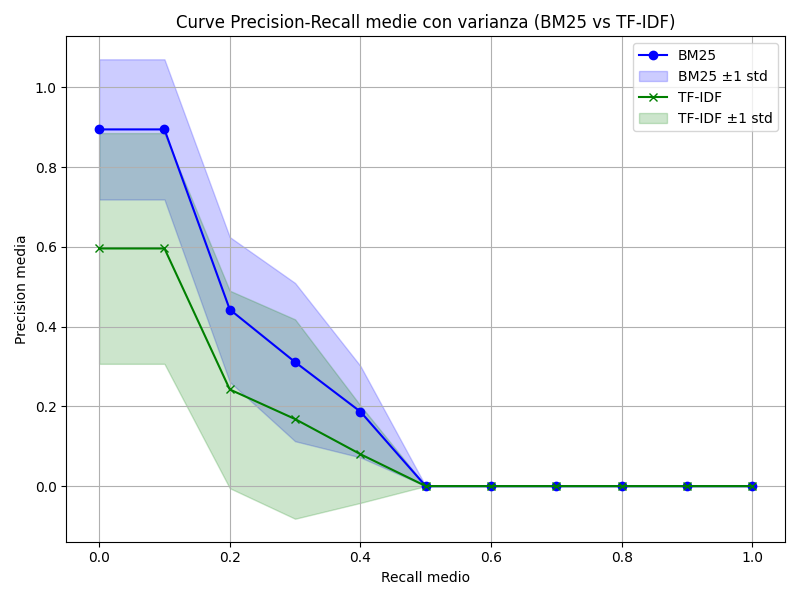 Curve Precision-Recall medie con varianza (BM25 vs TF-IDF)
BM25
BM25 ±1 std
TF-IDF
TF-IDF ±1 std
Precision media
1.0
0.8
0.6
0.4
0.2
0.0
0.0 0.2 0.4 0.6 0.8 1.0
Recall medio